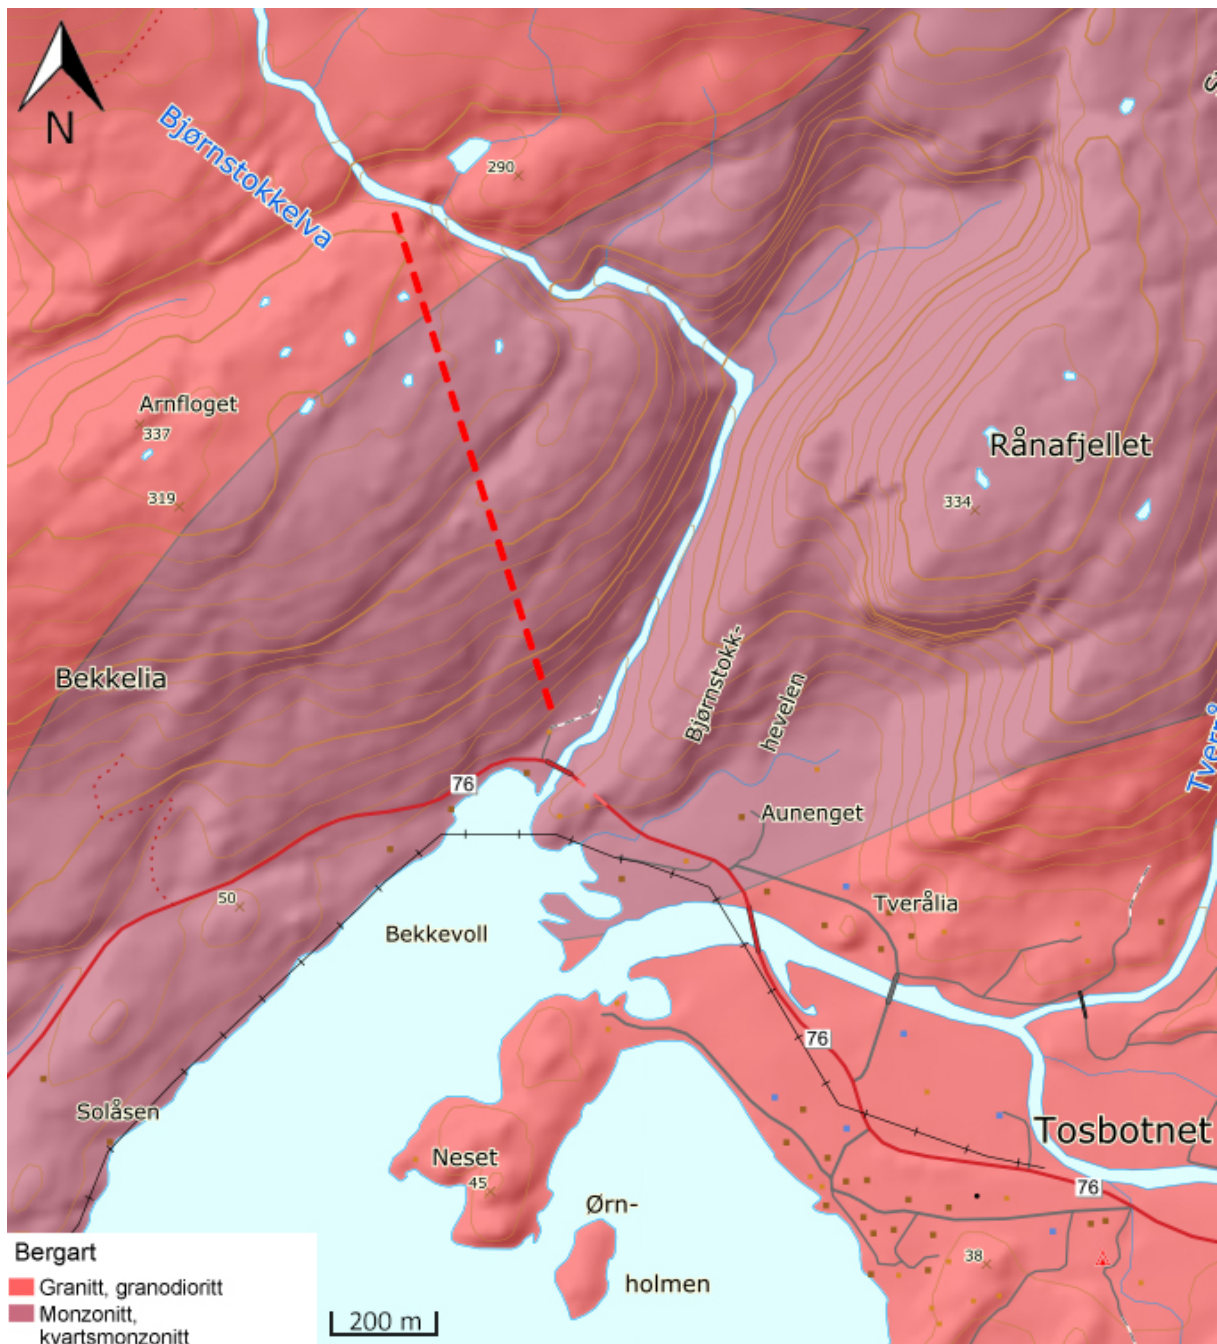 N
Bjørnstokkelva
290
Arnfloget
337
319
Rånafjellet
334
Bekkelia
Bjørnstokk-
hevelen
76
Aunenget
50
Bekkevoll
Tverålia
76
Solåsen
Neset
45
Ørn-
holmen
Tosbotnet
76
38
Bergart
Granitt, granodioritt
Monzonitt,
kvartsmonzonitt
200 m